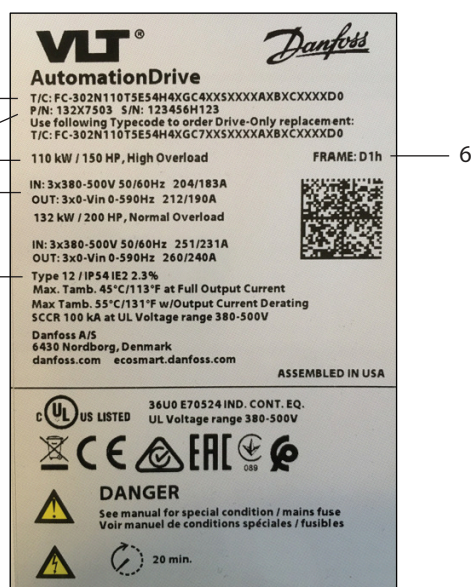 VLT®
Danfoss
AutomationDrive
T/C: FC-302N110T5E54H4XGC4XXSXXXXAXBXCXXXXD0
P/N: 132X7503 S/N: 123456H123
Use following Typecode to order Drive-Only replacement:
T/C: FC-302N110T5E54H4XGC7XXSXXXXAXBXCXXXXD0
110 kW / 150 HP, High Overload FRAME: D1h
6
IN: 3x380-500V 50/60Hz 204/183A
OUT: 3x0-Vin 0-590Hz 212/190A
132 kW / 200 HP, Normal Overload
IN: 3x380-500V 50/60Hz 251/231A
OUT: 3x0-Vin 0-590Hz 260/240A
Type 12 / IP54 IE2 2.3%
Max. Tamb. 45°C/113°F at Full Output Current
Max Tamb. 55°C/131°F w/Output Current Derating
SCCR 100 kA at UL Voltage range 380-500V
Danfoss A/S
6430 Nordborg, Denmark
danfoss.com ecosmart.danfoss.com
ASSEMBLED IN USA
C UL US LISTED 36U0 E70524 IND. CONT. EQ.
UL Voltage range 380-500V
CE EAC 089
DANGER
See manual for special condition / mains fuse
Voir manuel de conditions spéciales / fusibles
20 min.